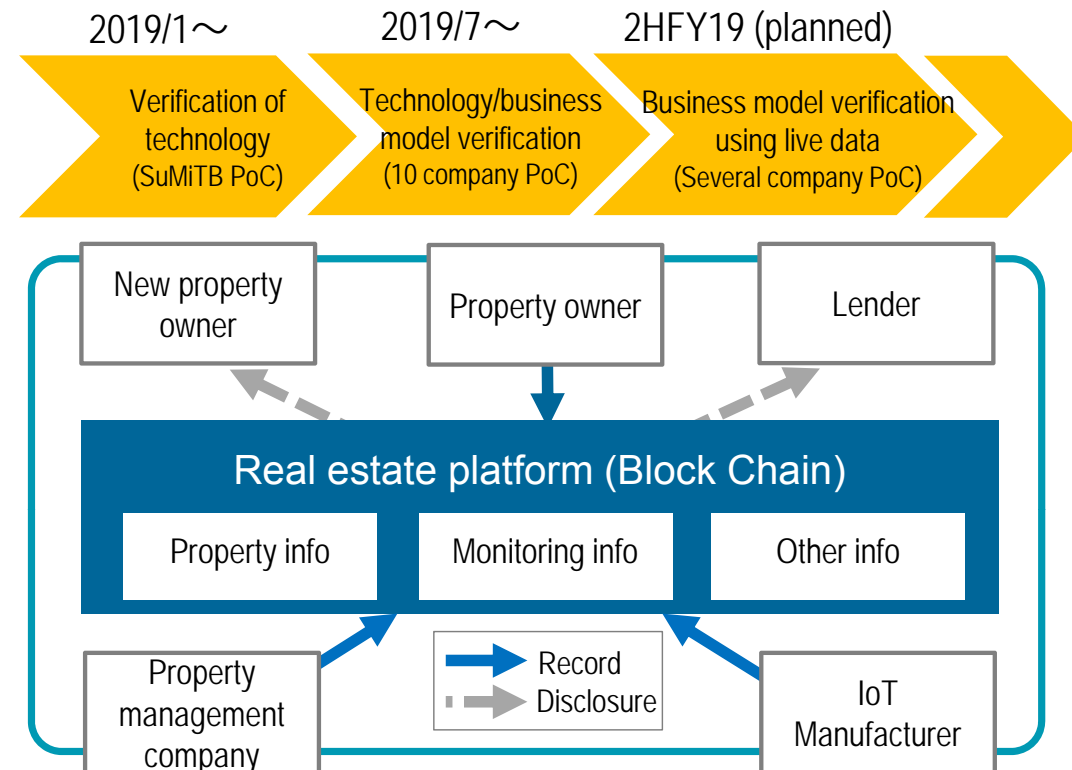 2019/1～
2019/7～
2HFY19 (planned)
Verification of
technology
(SuMiTB PoC)
Technology/business
model verification
(10 company PoC)
Business model verification
using live data
(Several company PoC)
New property
owner
Property owner
Lender
Real estate platform (Block Chain)
Property info
Monitoring info
Other info
Property
management
company
Record
Disclosure
IoT
Manufacturer